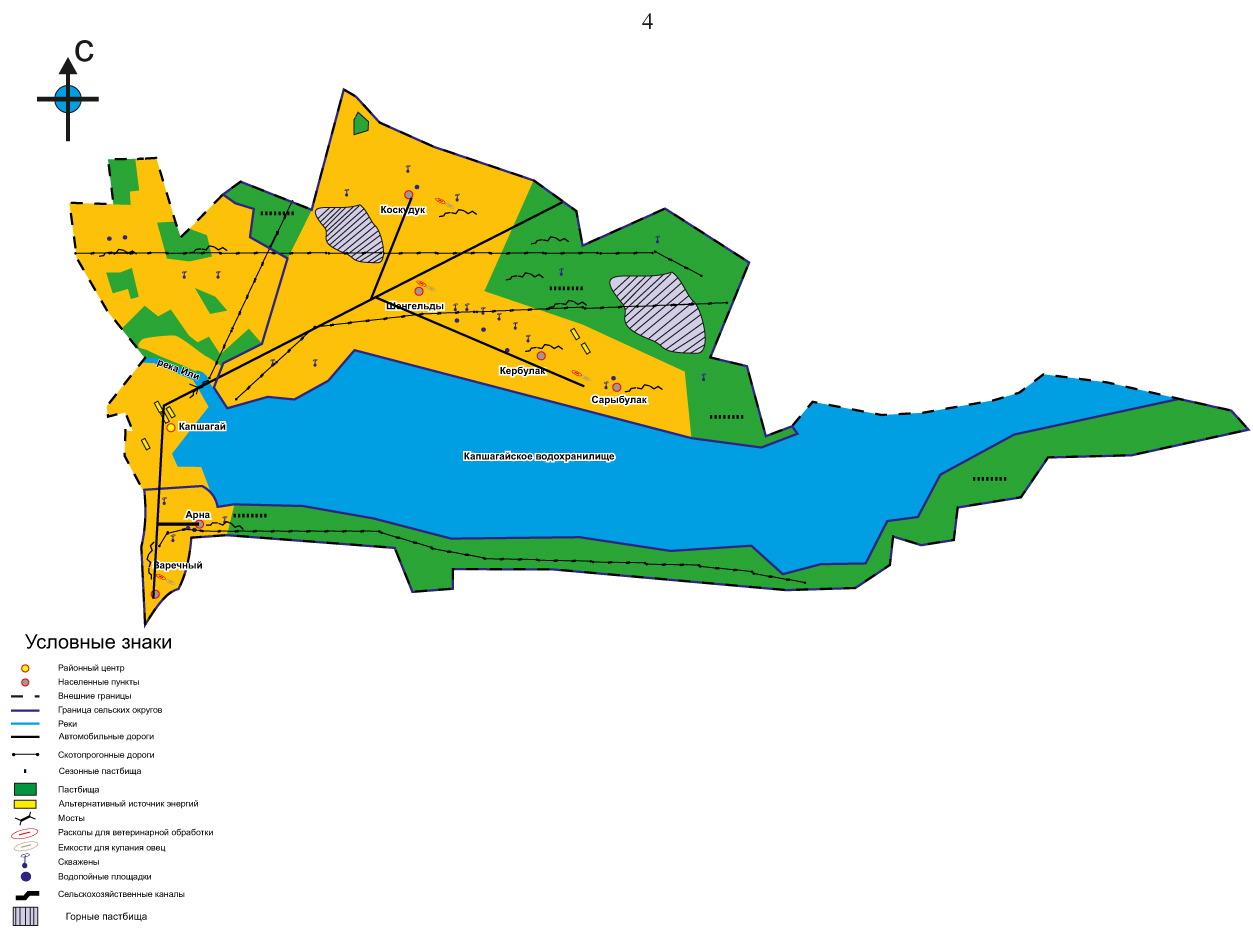 4
С
Коскудук
Шенгельды
река Или
Кербулак
Сарыбулак
Капшагай
Капшагайское водохранилище
Арна
Заречный
Условные знаки
Районный центр
Населенные пункты
Внешние границы
Граница сельских округов
Реки
Автомобильные дороги
Скотопрогонные дороги
Сезонные пастбища
Пастбища
Альтернативный источник энергий
Мосты
Расколы для ветеринарной обработки
Емкости для купания овец
Скважены
Водопойные площадки
Сельскохозяйственные каналы
Горные пастбища